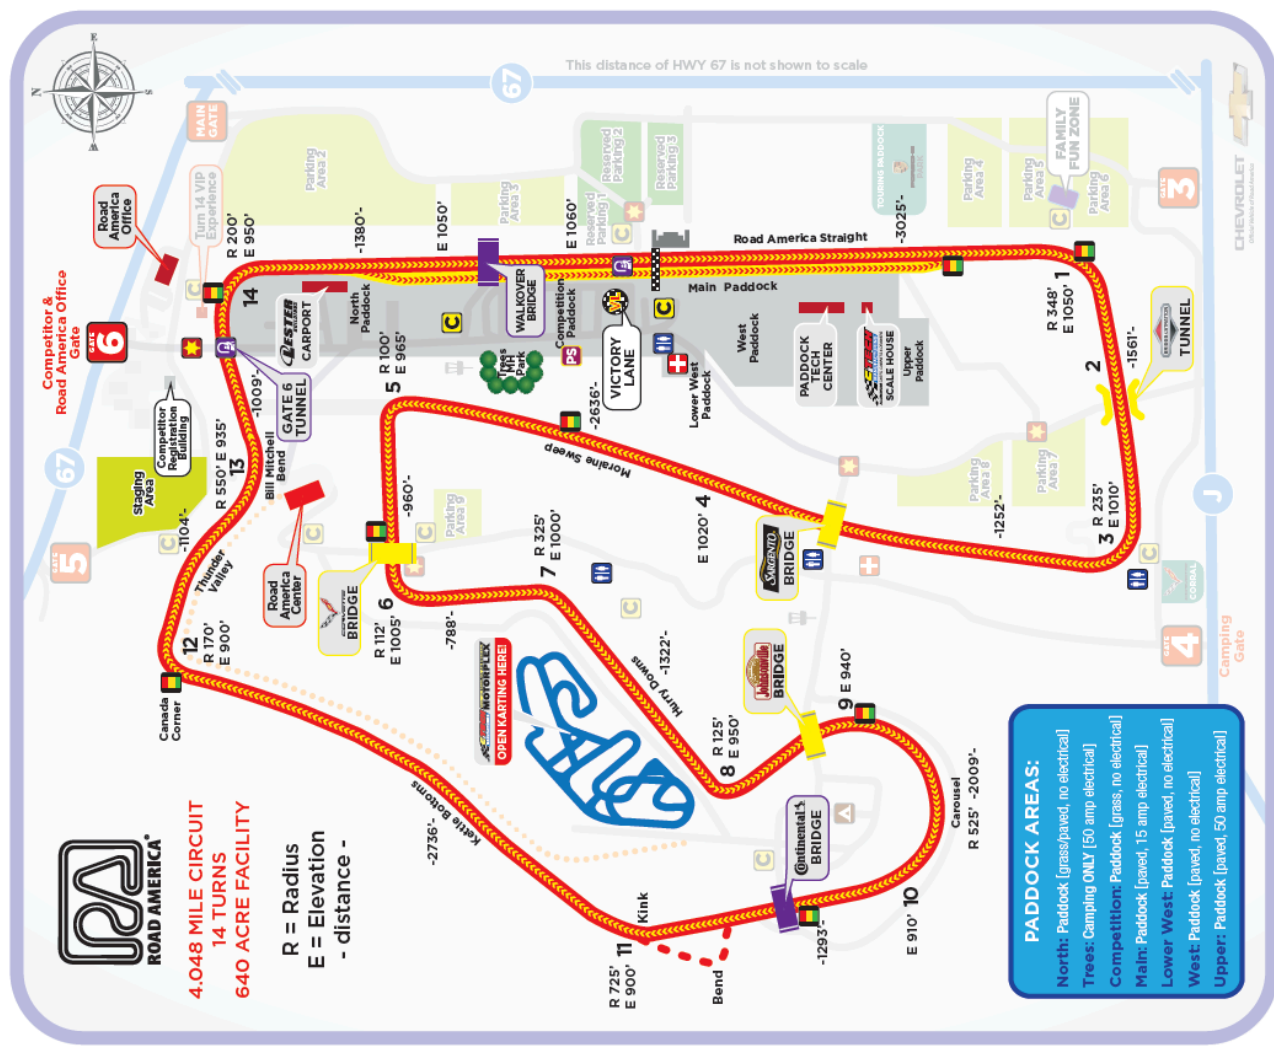 This distance of HWY 67 is not shown to scale
67
67
J
N
E
S
W
MAIN
GATE
Turn 14 VIP
Experience
Road
America
Office
Competitor &
Road America Office
Gate
GATE
6
GATE
5
GATE
3
GATE
4
Camping
Gate
Parking
Area 2
Parking
Area 3
Reserved
Parking 1
Reserved
Parking 2
Reserved
Parking 3
TOURING PADDOCK
Parking
Area 4
Parking
Area 5
Parking
Area 6
FAMILY
FUN ZONE
CHEVROLET
R 200'
E 950'
14
-1380'-
E 1050'
E 1060'
Road America Straight
-3025'-
1
R 348'
E 1050'
2
-1561'-
TUNNEL
3
R 235'
E 1010'
-1252'-
CORRAL
LESTER
CARPORT
North
Paddock
WALKOVER
BRIDGE
Competition
Paddock
Main Paddock
VL
VICTORY
LANE
C
C
PS
Trees
MH
Park
West
Paddock
Lower West
Paddock
PADDOCK
TECH
CENTER
SCALE HOUSE
Upper
Paddock
GATE 6
TUNNEL
-1009'-
Competitor
Registration
Building
Staging
Area
-1104'-
R 550' E 935'
13
Bill Mitchell
Bend
Thunder
Valley
Road
America
Center
12
R 170'
E 900'
Canada
Corner
5
R 100'
E 965'
-960'-
Parking
Area 9
CORVETTE
BRIDGE
6
R 112'
E 1005'
-788'-
7
R 325'
E 1000'
-2636'-
Moraine Sweep
4
E 1020'
SARGENTO
BRIDGE
Parking
Area 8
Parking
Area 7
Hurry Downs
-1322'-
8
R 125'
E 950'
Johnsonville
BRIDGE
9 E 940'
Carousel
R 525' -2009'-
10
E 910'
-1293'-
Continental
BRIDGE
Kink
11
R 725'
E 900'
Bend
Kettle Bottoms
-2736'-
MOTORPLEX
OPEN KARTING HERE!
ROAD AMERICA
4.048 MILE CIRCUIT
14 TURNS
640 ACRE FACILITY
R = Radius
E = Elevation
- distance -
PADDOCK AREAS:
North: Paddock [grass/paved, no electrical]
Trees: Camping ONLY [50 amp electrical]
Competition: Paddock [grass, no electrical]
Main: Paddock [paved, 15 amp electrical]
Lower West: Paddock [paved, no electrical]
West: Paddock [paved, no electrical]
Upper: Paddock [paved, 50 amp electrical]